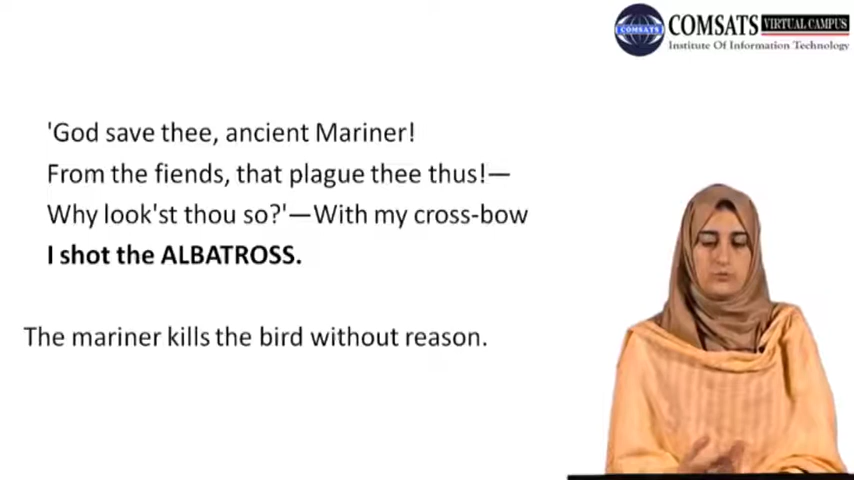 COMSATS VIRTUAL CAMPUS
COMSATS Institute Of Information Technology
'God save thee, ancient Mariner!
From the fiends, that plague thee thus!—
Why look'st thou so?'—With my cross-bow
I shot the ALBATROSS.
The mariner kills the bird without reason.